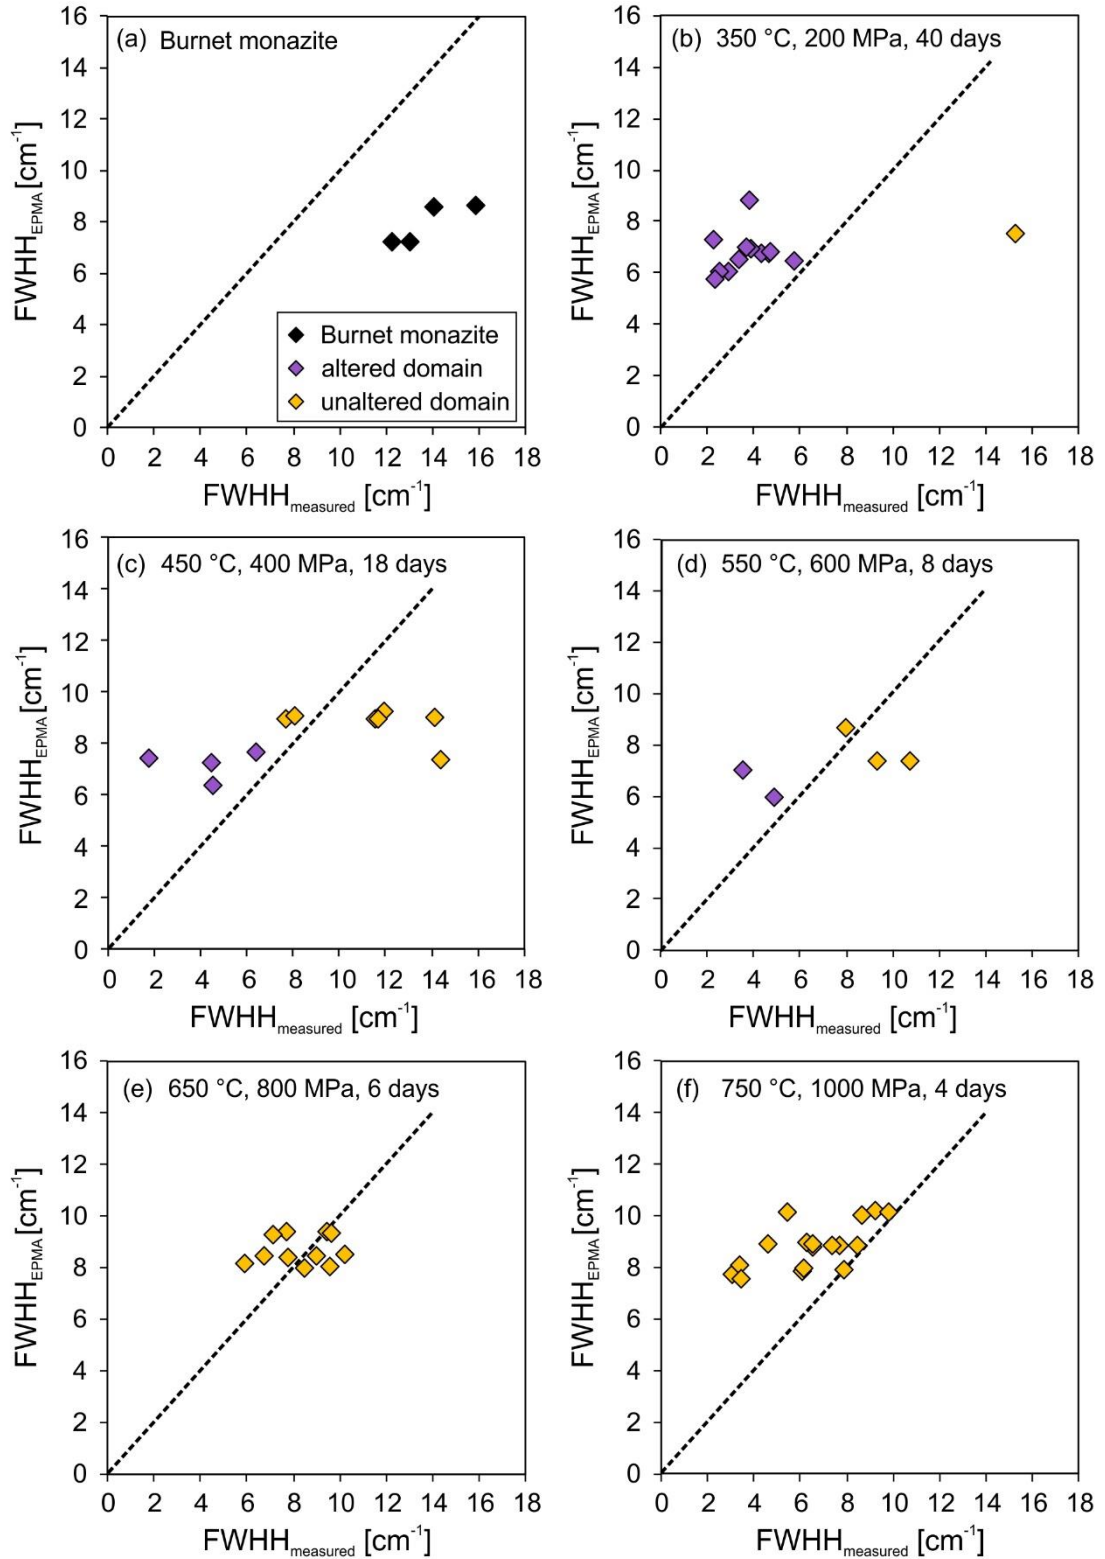 (a) Burnet monazite
16
14
12
10
8
6
4
2
0
FWHH_EPMA [cm⁻¹]
Burnet monazite
altered domain
unaltered domain
0 2 4 6 8 10 12 14 16 18
FWHH_measured [cm⁻¹]
(b) 350 °C, 200 MPa, 40 days
16
14
12
10
8
6
4
2
0
FWHH_EPMA [cm⁻¹]
0 2 4 6 8 10 12 14 16 18
FWHH_measured [cm⁻¹]
(c) 450 °C, 400 MPa, 18 days
16
14
12
10
8
6
4
2
0
FWHH_EPMA [cm⁻¹]
0 2 4 6 8 10 12 14 16 18
FWHH_measured [cm⁻¹]
(d) 550 °C, 600 MPa, 8 days
16
14
12
10
8
6
4
2
0
FWHH_EPMA [cm⁻¹]
0 2 4 6 8 10 12 14 16 18
FWHH_measured [cm⁻¹]
(e) 650 °C, 800 MPa, 6 days
16
14
12
10
8
6
4
2
0
FWHH_EPMA [cm⁻¹]
0 2 4 6 8 10 12 14 16 18
FWHH_measured [cm⁻¹]
(f) 750 °C, 1000 MPa, 4 days
16
14
12
10
8
6
4
2
0
FWHH_EPMA [cm⁻¹]
0 2 4 6 8 10 12 14 16 18
FWHH_measured [cm⁻¹]